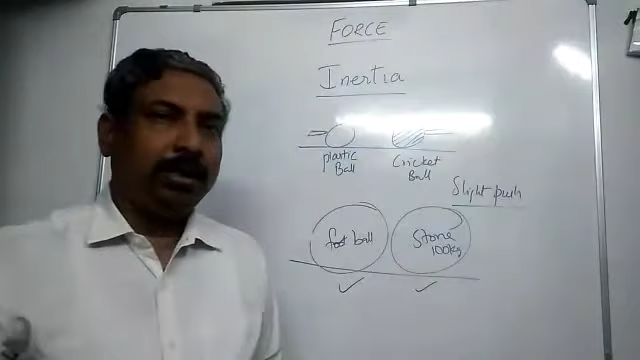 FORCE
Inertia
plastic
Ball
Cricket
Ball
Slight push
foot ball
Stone
100kg